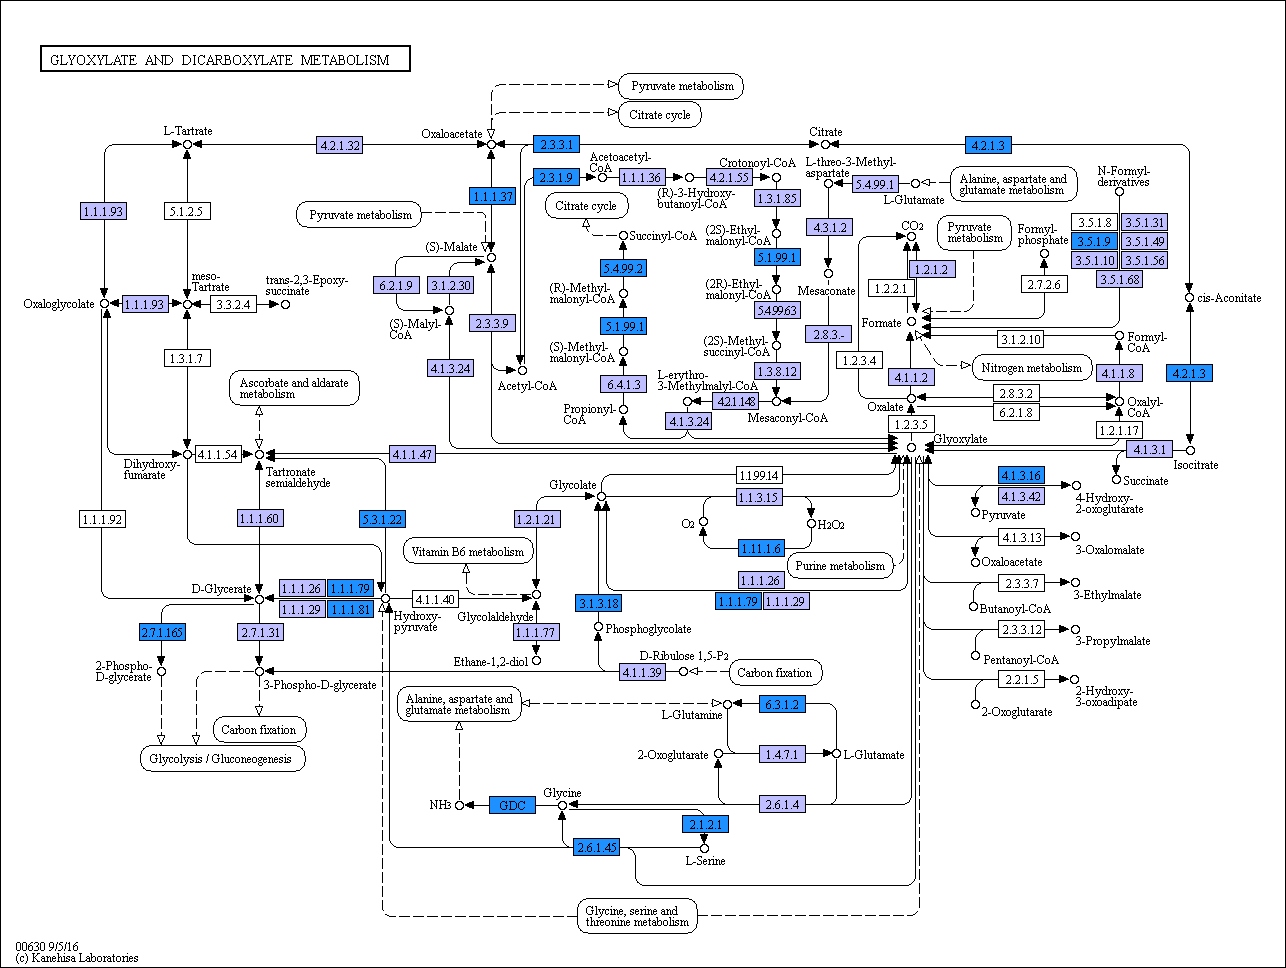 GLYOXYLATE AND DICARBOXYLATE METABOLISM
Pyruvate metabolism
Citrate cycle
L-Tartrate
4.2.1.32
Oxaloacetate
2.3.3.1
Citrate
4.2.1.3
Acetoacetyl-
CoA
2.3.1.9
1.1.1.36
Crotonoyl-CoA
4.2.1.55
(R)-3-Hydroxy-
butanoyl-CoA
L-threo-3-Methyl-
aspartate
5.4.99.1
L-Glutamate
Alanine, aspartate and
glutamate metabolism
N-Formyl-
derivatives
1.1.1.93
5.1.2.5
1.1.1.37
Pyruvate metabolism
Citrate cycle
1.3.1.85
4.3.1.2
CO2
Pyruvate
metabolism
Formyl-
phosphate
3.5.1.8
3.5.1.31
3.5.1.9
3.5.1.49
3.5.1.10
3.5.1.56
3.5.1.68
(S)-Malate
Succinyl-CoA
(2S)-Ethyl-
malonyl-CoA
5.4.99.2
5.1.99.1
1.2.1.2
1.2.2.1
2.7.2.6
meso-
Tartrate
trans-2,3-Epoxy-
succinate
6.2.1.9
3.1.2.30
(R)-Methyl-
malonyl-CoA
(2R)-Ethyl-
malonyl-CoA
Mesaconate
cis-Aconitate
Oxaloglycolate
1.1.1.93
3.3.2.4
(S)-Malyl-
CoA
2.3.3.9
5.1.99.1
5.4.99.63
Formate
2.8.3.-
3.1.2.10
Formyl-
CoA
1.3.1.7
(S)-Methyl-
malonyl-CoA
(2S)-Methyl-
succinyl-CoA
1.2.3.4
Nitrogen metabolism
4.1.3.24
Acetyl-CoA
6.4.1.3
L-erythro-
3-Methylmalyl-CoA
1.3.8.12
4.1.1.2
4.1.1.8
4.2.1.3
Ascorbate and aldarate
metabolism
4.2.1.148
Mesaconyl-CoA
Propionyl-
CoA
4.1.3.24
Oxalate
2.8.3.2
6.2.1.8
Oxalyl-
CoA
1.2.3.5
1.2.1.17
Glyoxylate
4.1.3.1
Isocitrate
Succinate
Dihydroxy-
fumarate
4.1.1.54
Tartronate
semialdehyde
4.1.1.47
Glycolate
1.1.99.14
1.1.3.15
4.1.3.16
4.1.3.42
Pyruvate
4-Hydroxy-
2-oxoglutarate
1.1.1.92
1.1.1.60
5.3.1.22
1.2.1.21
O2
H2O2
4.1.3.13
Oxaloacetate
3-Oxalomalate
Vitamin B6 metabolism
1.11.1.6
Purine metabolism
D-Glycerate
1.1.1.26
1.1.1.79
1.1.1.29
1.1.1.81
Hydroxy-
pyruvate
4.1.1.40
Glycolaldehyde
1.1.1.26
1.1.1.79
1.1.1.29
2.3.3.7
Butanoyl-CoA
3-Ethylmalate
3.1.3.18
2.7.1.165
2.7.1.31
1.1.1.77
Phosphoglycolate
2.3.3.12
Pentanoyl-CoA
3-Propylmalate
2-Phospho-
D-glycerate
3-Phospho-D-glycerate
Ethane-1,2-diol
4.1.1.39
D-Ribulose 1,5-P2
Carbon fixation
2.2.1.5
2-Oxoglutarate
2-Hydroxy-
3-oxoadipate
Carbon fixation
Glycolysis / Gluconeogenesis
Alanine, aspartate and
glutamate metabolism
L-Glutamine
6.3.1.2
2-Oxoglutarate
1.4.7.1
L-Glutamate
NH3
GDC
Glycine
2.6.1.4
2.1.2.1
2.6.1.45
L-Serine
Glycine, serine and
threonine metabolism
00630 9/5/16
(c) Kanehisa Laboratories